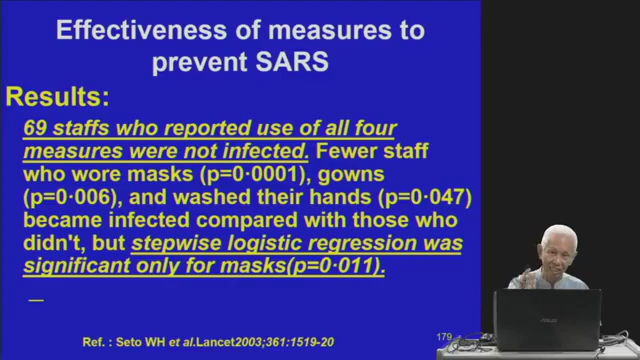 Effectiveness of measures to
prevent SARS
Results:
69 staffs who reported use of all four
measures were not infected. Fewer staff
who wore masks (p=0·0001), gowns
(p=0·006), and washed their hands (p=0·047)
became infected compared with those who
didn't, but stepwise logistic regression was
significant only for masks(p=0·011).
Ref. : Seto WH et al.Lancet2003;361:1519-20
179
ASUS